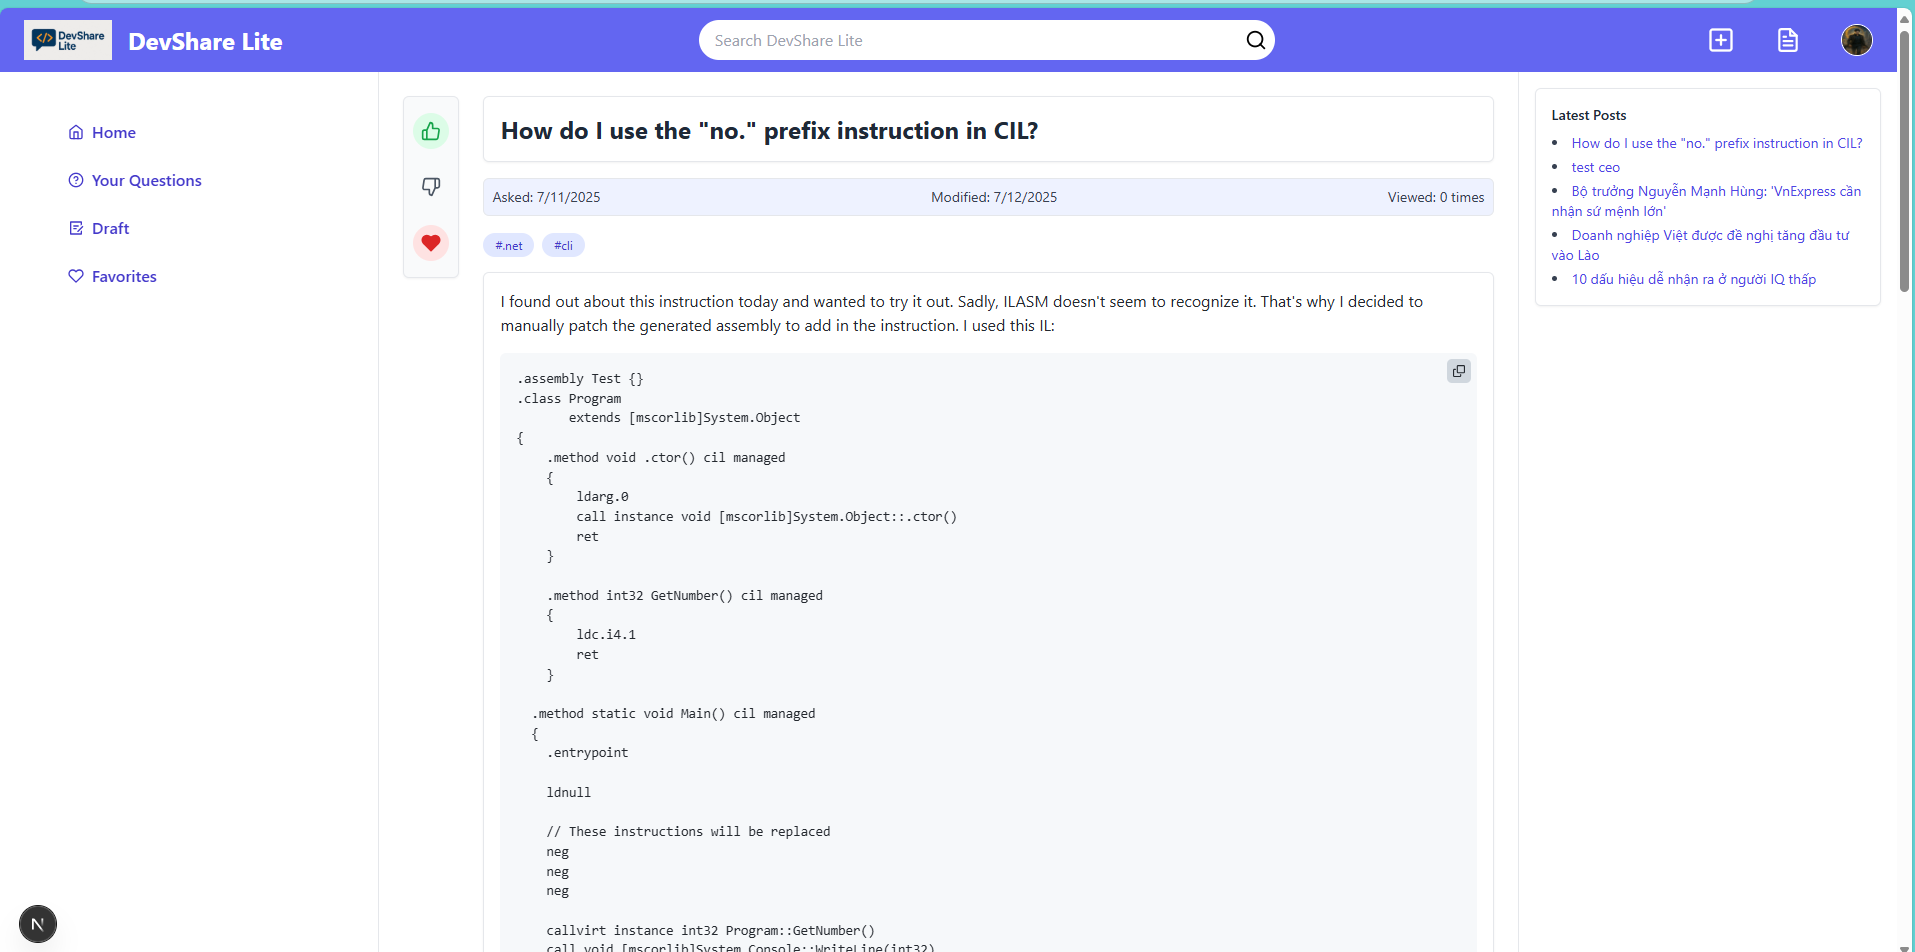 </> DevShare
Lite
DevShare Lite
Search DevShare Lite
Home
Your Questions
Draft
Favorites
How do I use the "no." prefix instruction in CIL?
Asked: 7/11/2025 Modified: 7/12/2025 Viewed: 0 times
#.net #cli
I found out about this instruction today and wanted to try it out. Sadly, ILASM doesn't seem to recognize it. That's why I decided to
manually patch the generated assembly to add in the instruction. I used this IL:
.assembly Test {}
.class Program
extends [mscorlib]System.Object
{
.method void .ctor() cil managed
{
ldarg.0
call instance void [mscorlib]System.Object::.ctor()
ret
}
.method int32 GetNumber() cil managed
{
ldc.i4.1
ret
}
.method static void Main() cil managed
{
.entrypoint
ldnull
// These instructions will be replaced
neg
neg
neg
callvirt instance int32 Program::GetNumber()
call void [mscorlib]System.Console::WriteLine(int32)
Latest Posts
How do I use the "no." prefix instruction in CIL?
test ceo
Bộ trưởng Nguyễn Mạnh Hùng: 'VnExpress cần
nhận sứ mệnh lớn'
Doanh nghiệp Việt được đề nghị tăng đầu tư
vào Lào
10 dấu hiệu dễ nhận ra ở người IQ thấp
N